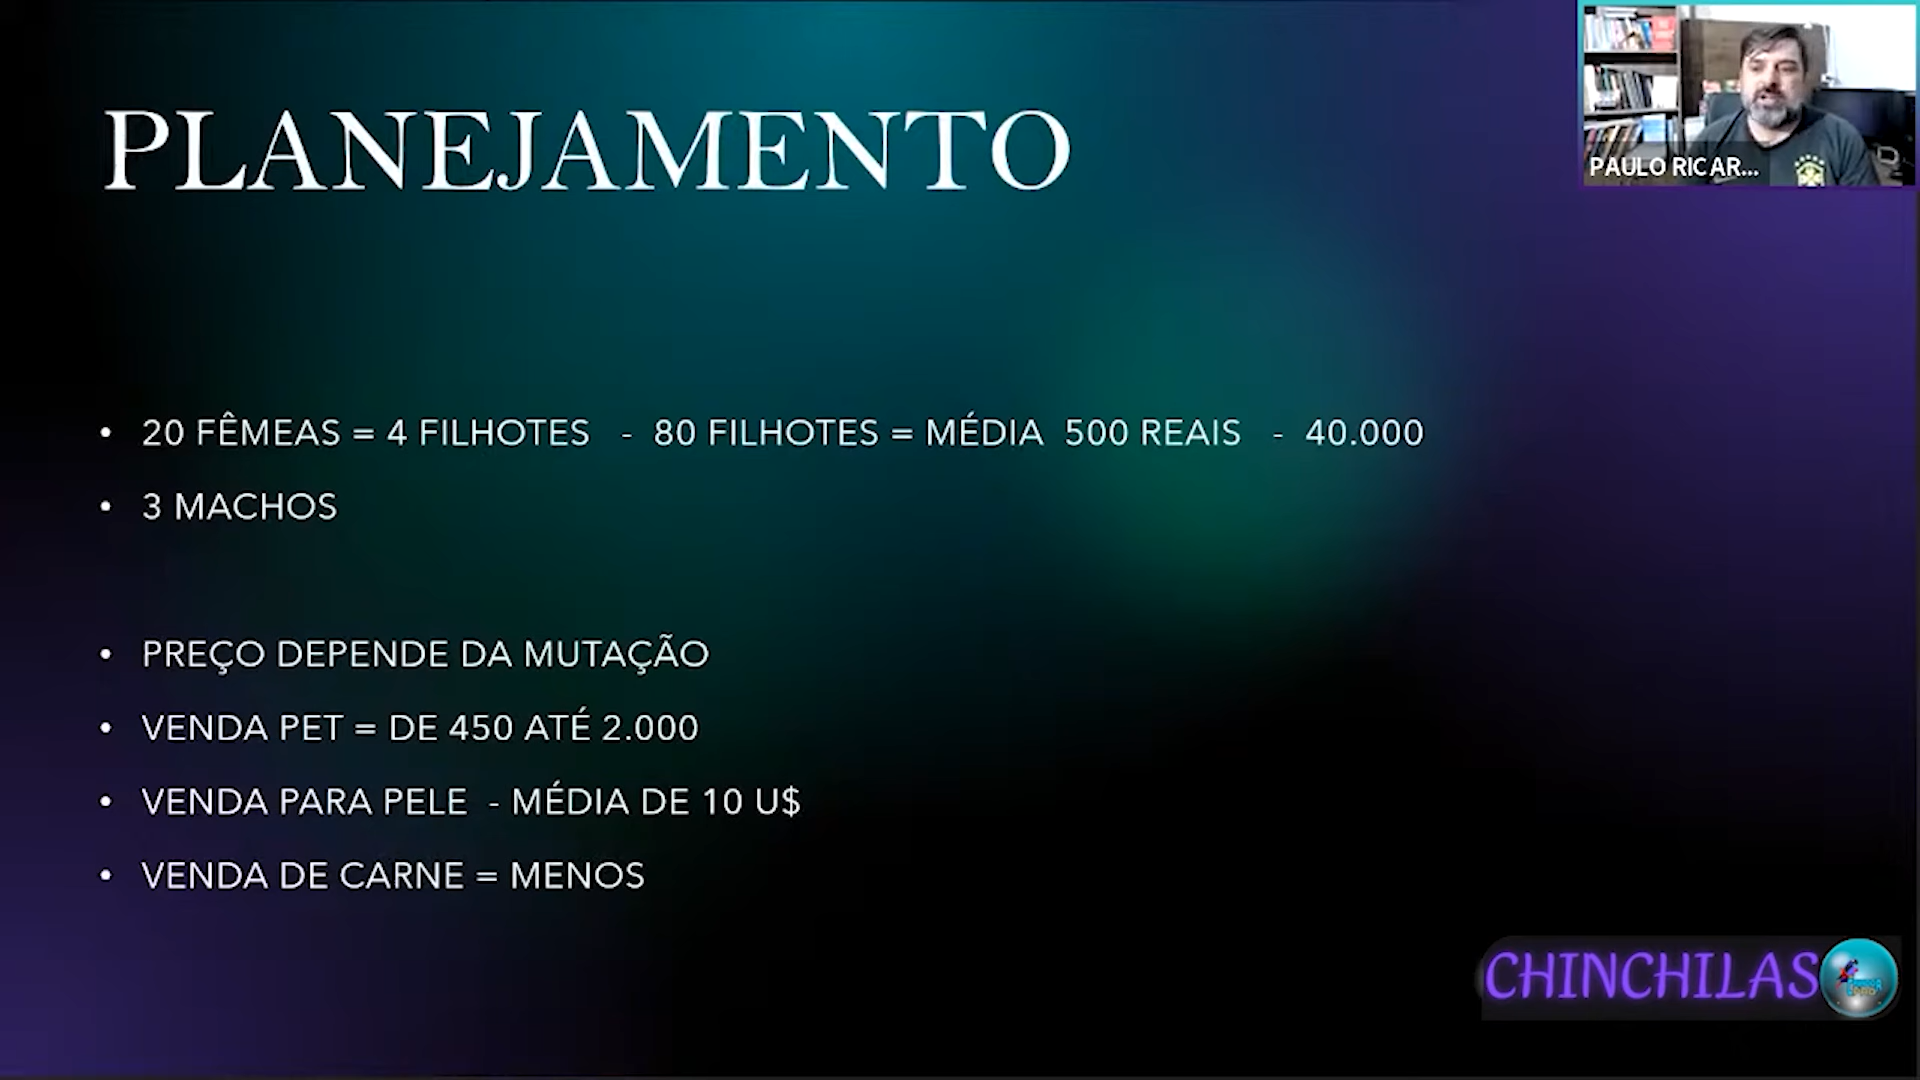 PLANEJAMENTO
PAULO RICAR...
• 20 FÊMEAS = 4 FILHOTES - 80 FILHOTES = MÉDIA 500 REAIS - 40.000
• 3 MACHOS
• PREÇO DEPENDE DA MUTAÇÃO
• VENDA PET = DE 450 ATÉ 2.000
• VENDA PARA PELE - MÉDIA DE 10 U$
• VENDA DE CARNE = MENOS
CHINCHILAS